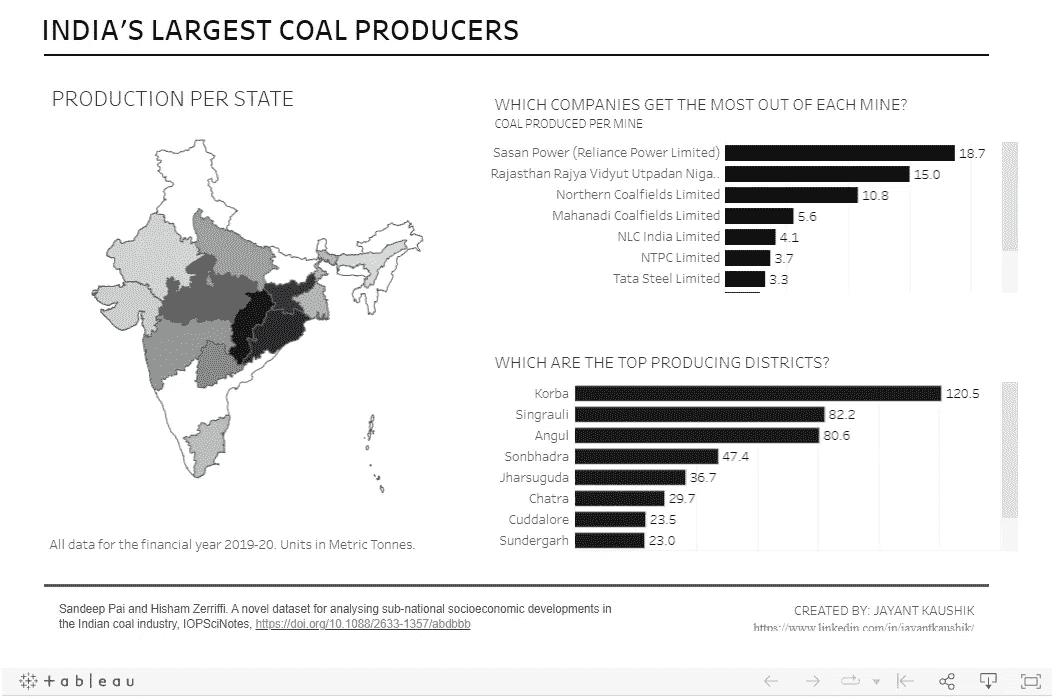 INDIA'S LARGEST COAL PRODUCERS
PRODUCTION PER STATE
WHICH COMPANIES GET THE MOST OUT OF EACH MINE?
COAL PRODUCED PER MINE
Sasan Power (Reliance Power Limited) 18.7
Rajasthan Rajya Vidyut Utpadan Niga.. 15.0
Northern Coalfields Limited 10.8
Mahanadi Coalfields Limited 5.6
NLC India Limited 4.1
NTPC Limited 3.7
Tata Steel Limited 3.3
WHICH ARE THE TOP PRODUCING DISTRICTS?
Korba 120.5
Singrauli 82.2
Angul 80.6
Sonbhadra 47.4
Jharsuguda 36.7
Chatra 29.7
Cuddalore 23.5
Sundergarh 23.0
All data for the financial year 2019-20. Units in Metric Tonnes.
Sandeep Pai and Hisham Zerriffi. A novel dataset for analysing sub-national socioeconomic developments in
the Indian coal industry, IOPSciNotes, https://doi.org/10.1088/2633-1357/abdbbb
CREATED BY: JAYANT KAUSHIK
https://www.linkedin.com/in/jayantkaushik/
+ a b l e a u